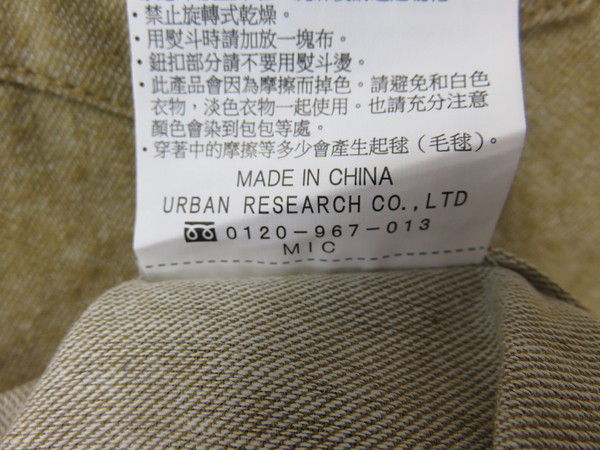 ・禁止旋轉式乾燥。
・用熨斗時請加放一塊布。
・鈕扣部分請不要用熨斗燙。
・此產品會因為摩擦而掉色。請避免和白色
衣物，淡色衣物一起使用。也請充分注意
顏色會染到包包等處。
・穿著中的摩擦等多少會產生起毬（毛毬）。
MADE IN CHINA
URBAN RESEARCH CO.,LTD
0120-967-013
MIC